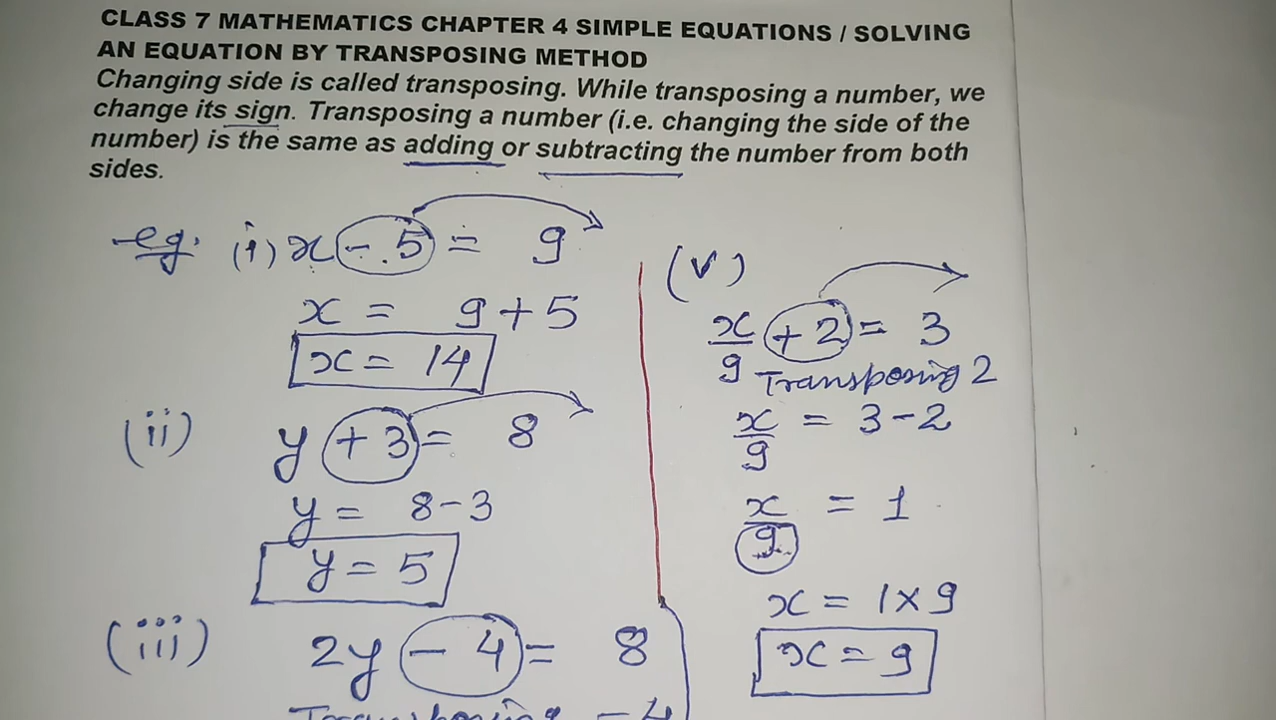 CLASS 7 MATHEMATICS CHAPTER 4 SIMPLE EQUATIONS / SOLVING
AN EQUATION BY TRANSPOSING METHOD
Changing side is called transposing. While transposing a number, we
change its sign. Transposing a number (i.e. changing the side of the
number) is the same as adding or subtracting the number from both
sides.
eg. (i) x - 5 = 9
x = 9 + 5
x = 14
(ii) y + 3 = 8
y = 8 - 3
y = 5
(iii) 2y - 4 = 8
Transposing - 4
(v)
x/9 + 2 = 3
Transposing 2
x/9 = 3 - 2
x/9 = 1
x = 1 × 9
x = 9